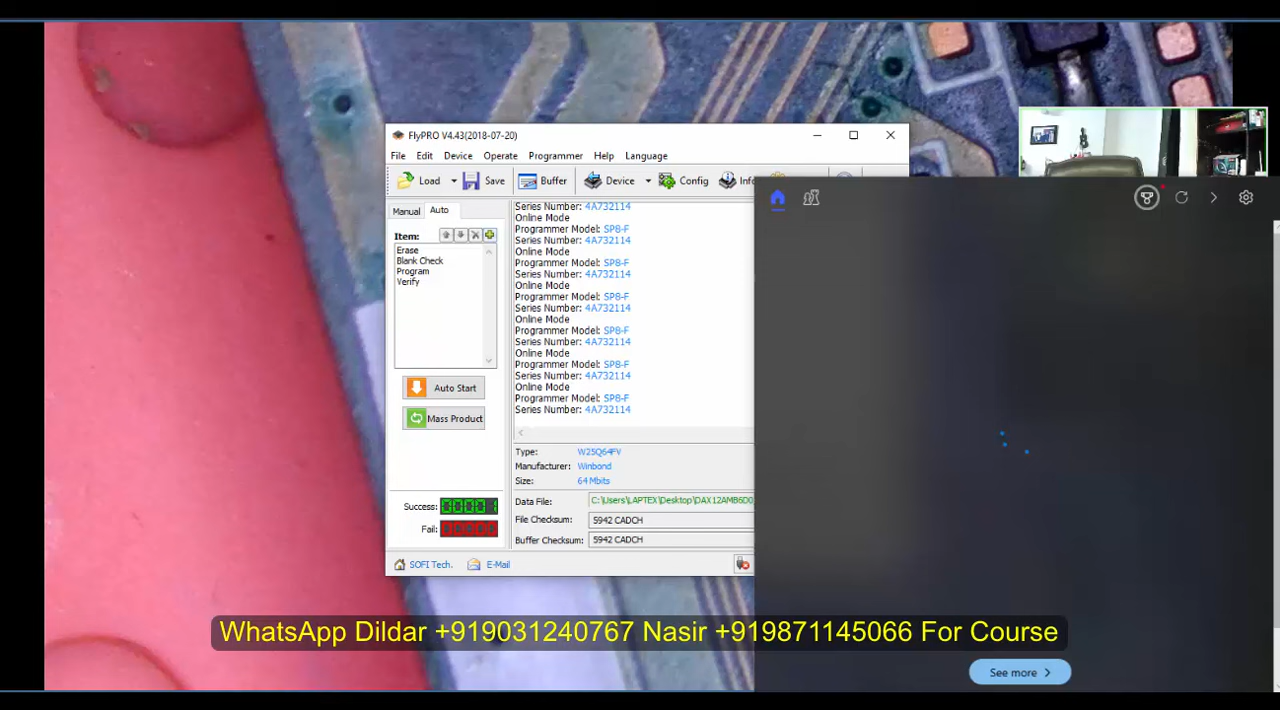 FlyPRO V4.43(2018-07-20)
File Edit Device Operate Programmer Help Language
Load Save Buffer Device Config
Manual Auto
Item:
Erase
Blank Check
Program
Verify
Auto Start
Mass Product
Success:
Fail:
Series Number: 4A732114
Online Mode
Programmer Model: SP8-F
Series Number: 4A732114
Online Mode
Programmer Model: SP8-F
Series Number: 4A732114
Online Mode
Programmer Model: SP8-F
Series Number: 4A732114
Online Mode
Programmer Model: SP8-F
Series Number: 4A732114
Online Mode
Programmer Model: SP8-F
Series Number: 4A732114
Online Mode
Programmer Model: SP8-F
Series Number: 4A732114
Type: W25Q64FV
Manufacturer: Winbond
Size: 64 Mbits
Data File: C:\Users\LAPTEX\Desktop\DAX12AMB6D0
File Checksum: 5942 CADCH
Buffer Checksum: 5942 CADCH
SOFI Tech. E-Mail
See more
WhatsApp Dildar +919031240767 Nasir +919871145066 For Course